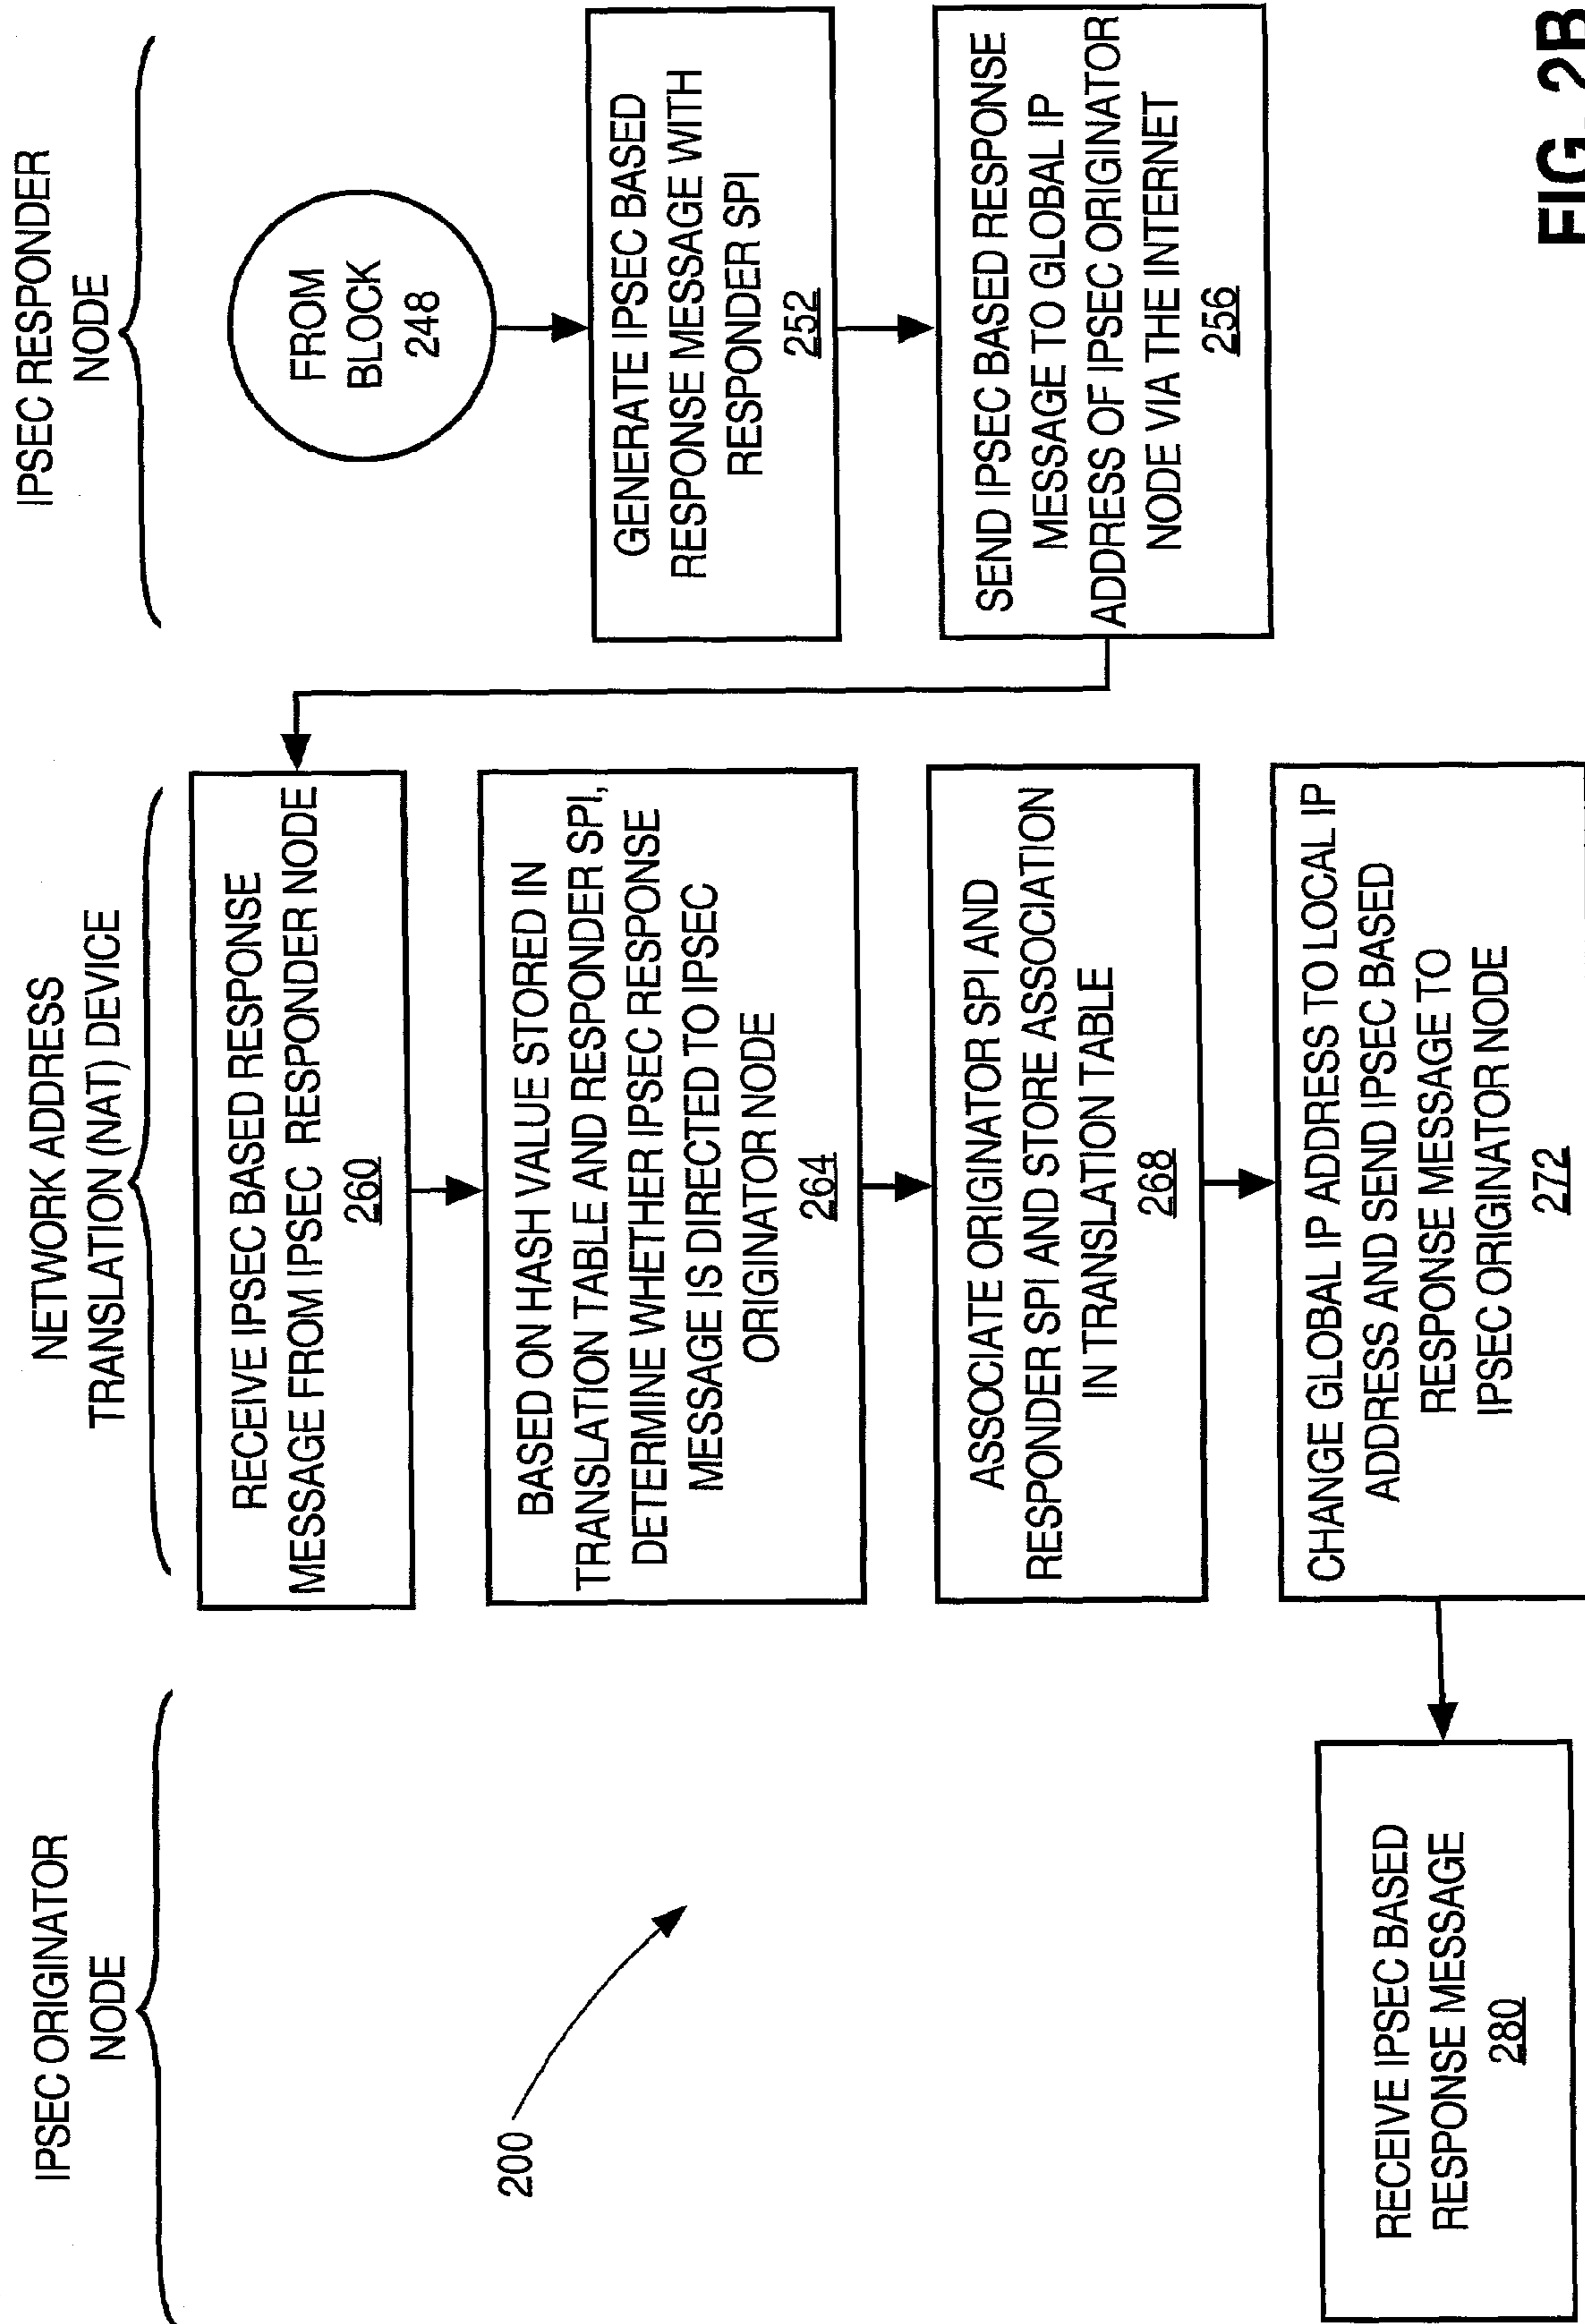 IPSEC ORIGINATOR
NODE
NETWORK ADDRESS
TRANSLATION (NAT) DEVICE
IPSEC RESPONDER
NODE
FROM
BLOCK
248
GENERATE IPSEC BASED
RESPONSE MESSAGE WITH
RESPONDER SPI
252
SEND IPSEC BASED RESPONSE
MESSAGE TO GLOBAL IP
ADDRESS OF IPSEC ORIGINATOR
NODE VIA THE INTERNET
256
RECEIVE IPSEC BASED RESPONSE
MESSAGE FROM IPSEC RESPONDER NODE
260
BASED ON HASH VALUE STORED IN
TRANSLATION TABLE AND RESPONDER SPI,
DETERMINE WHETHER IPSEC RESPONSE
MESSAGE IS DIRECTED TO IPSEC
ORIGINATOR NODE
264
ASSOCIATE ORIGINATOR SPI AND
RESPONDER SPI AND STORE ASSOCIATION
IN TRANSLATION TABLE
268
CHANGE GLOBAL IP ADDRESS TO LOCAL IP
ADDRESS AND SEND IPSEC BASED
RESPONSE MESSAGE TO
IPSEC ORIGINATOR NODE
272
200
RECEIVE IPSEC BASED
RESPONSE MESSAGE
280
FIG. 2B